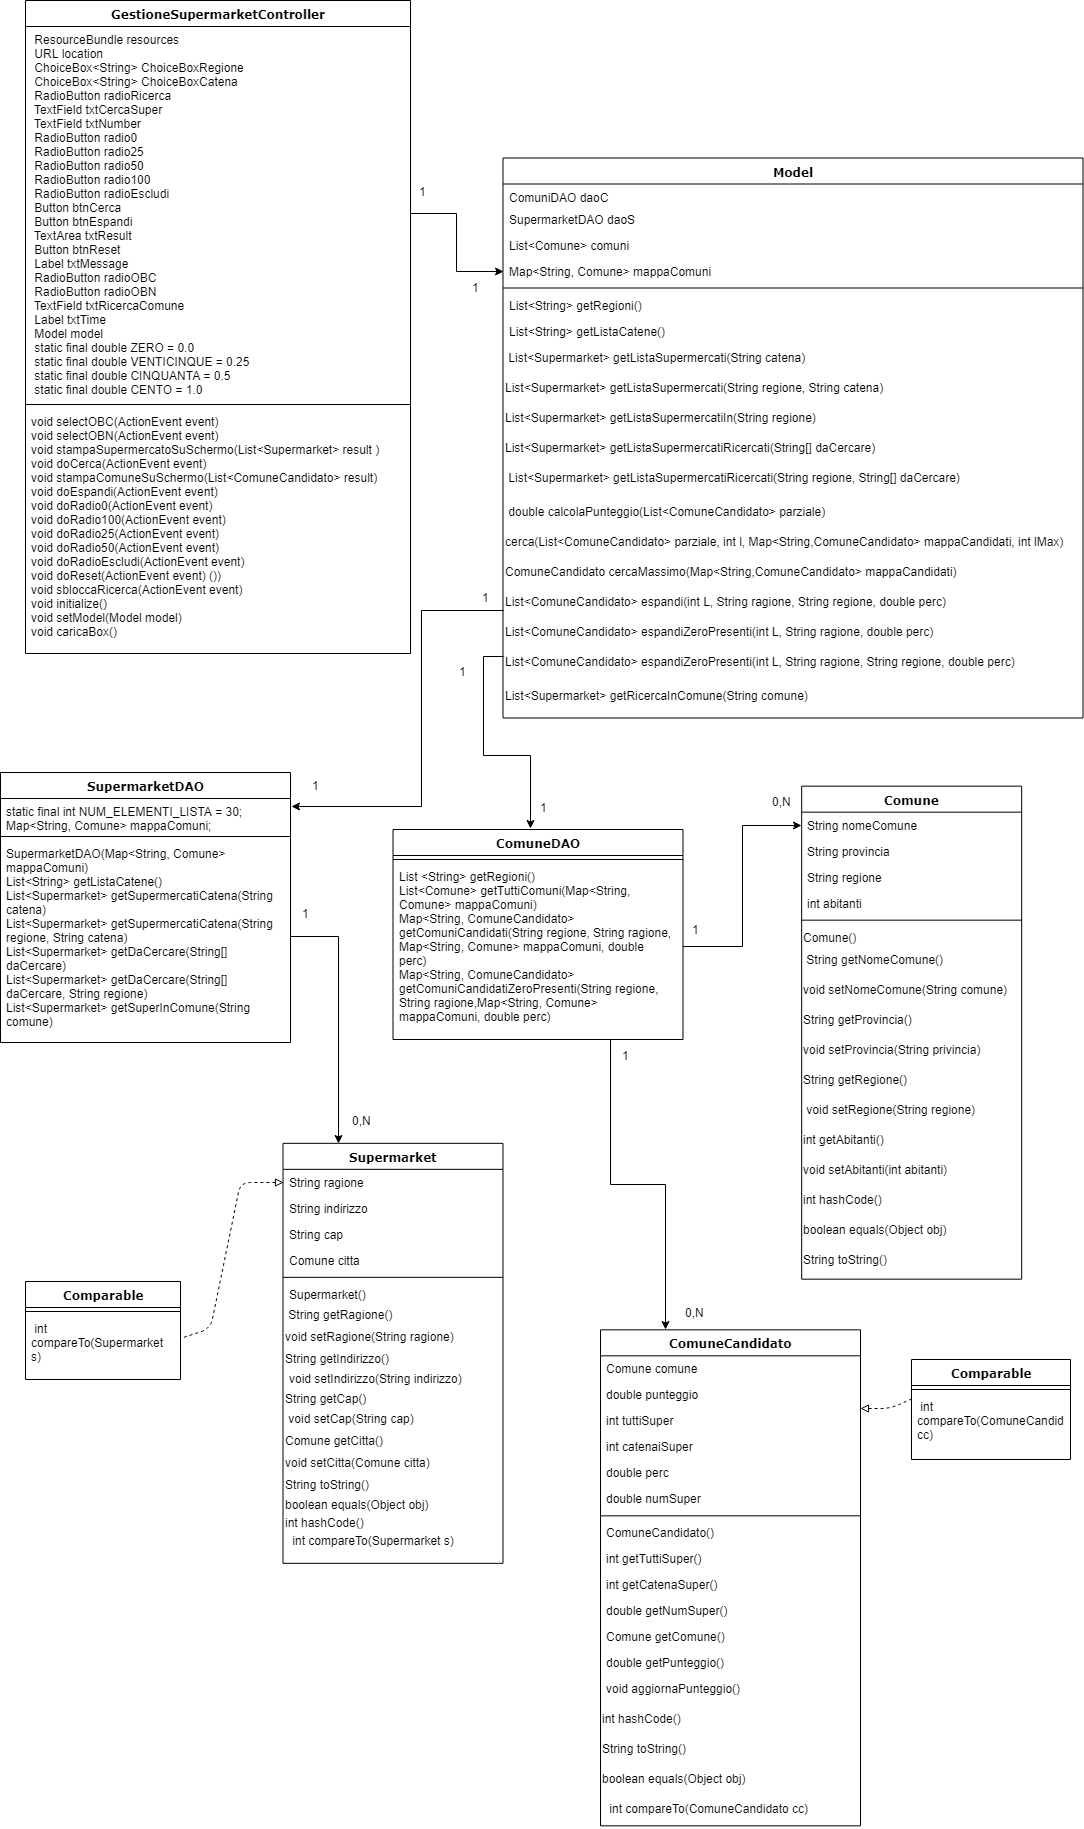 GestioneSupermarketController
ResourceBundle resources
URL location
ChoiceBox<String> ChoiceBoxRegione
ChoiceBox<String> ChoiceBoxCatena
RadioButton radioRicerca
TextField txtCercaSuper
TextField txtNumber
RadioButton radio0
RadioButton radio25
RadioButton radio50
RadioButton radio100
RadioButton radioEscludi
Button btnCerca
Button btnEspandi
TextArea txtResult
Button btnReset
Label txtMessage
RadioButton radioOBC
RadioButton radioOBN
TextField txtRicercaComune
Label txtTime
Model model
static final double ZERO = 0.0
static final double VENTICINQUE = 0.25
static final double CINQUANTA = 0.5
static final double CENTO = 1.0
void selectOBC(ActionEvent event)
void selectOBN(ActionEvent event)
void stampaSupermercatoSuSchermo(List<Supermarket> result )
void doCerca(ActionEvent event)
void stampaComuneSuSchermo(List<ComuneCandidato> result)
void doEspandi(ActionEvent event)
void doRadio0(ActionEvent event)
void doRadio100(ActionEvent event)
void doRadio25(ActionEvent event)
void doRadio50(ActionEvent event)
void doRadioEscludi(ActionEvent event)
void doReset(ActionEvent event) ())
void sbloccaRicerca(ActionEvent event)
void initialize()
void setModel(Model model)
void caricaBox()
1
1
Model
ComuniDAO daoC
SupermarketDAO daoS
List<Comune> comuni
Map<String, Comune> mappaComuni
List<String> getRegioni()
List<String> getListaCatene()
List<Supermarket> getListaSupermercati(String catena)
List<Supermarket> getListaSupermercati(String regione, String catena)
List<Supermarket> getListaSupermercatiIn(String regione)
List<Supermarket> getListaSupermercatiRicercati(String[] daCercare)
List<Supermarket> getListaSupermercatiRicercati(String regione, String[] daCercare)
double calcolaPunteggio(List<ComuneCandidato> parziale)
cerca(List<ComuneCandidato> parziale, int l, Map<String,ComuneCandidato> mappaCandidati, int lMax)
ComuneCandidato cercaMassimo(Map<String,ComuneCandidato> mappaCandidati)
List<ComuneCandidato> espandi(int L, String ragione, String regione, double perc)
List<ComuneCandidato> espandiZeroPresenti(int L, String ragione, double perc)
List<ComuneCandidato> espandiZeroPresenti(int L, String ragione, String regione, double perc)
List<Supermarket> getRicercaInComune(String comune)
1
1
1
1
SupermarketDAO
static final int NUM_ELEMENTI_LISTA = 30;
Map<String, Comune> mappaComuni;
SupermarketDAO(Map<String, Comune>
mappaComuni)
List<String> getListaCatene()
List<Supermarket> getSupermercatiCatena(String
catena)
List<Supermarket> getSupermercatiCatena(String
regione, String catena)
List<Supermarket> getDaCercare(String[]
daCercare)
List<Supermarket> getDaCercare(String[]
daCercare, String regione)
List<Supermarket> getSuperInComune(String
comune)
1
0,N
ComuneDAO
List <String> getRegioni()
List<Comune> getTuttiComuni(Map<String,
Comune> mappaComuni)
Map<String, ComuneCandidato>
getComuniCandidati(String regione, String ragione,
Map<String, Comune> mappaComuni, double
perc)
Map<String, ComuneCandidato>
getComuniCandidatiZeroPresenti(String regione,
String ragione,Map<String, Comune>
mappaComuni, double perc)
1
0,N
1
0,N
Comune
String nomeComune
String provincia
String regione
int abitanti
Comune()
String getNomeComune()
void setNomeComune(String comune)
String getProvincia()
void setProvincia(String privincia)
String getRegione()
void setRegione(String regione)
int getAbitanti()
void setAbitanti(int abitanti)
int hashCode()
boolean equals(Object obj)
String toString()
Supermarket
String ragione
String indirizzo
String cap
Comune citta
Supermarket()
String getRagione()
void setRagione(String ragione)
String getIndirizzo()
void setIndirizzo(String indirizzo)
String getCap()
void setCap(String cap)
Comune getCitta()
void setCitta(Comune citta)
String toString()
boolean equals(Object obj)
int hashCode()
int compareTo(Supermarket s)
Comparable
int
compareTo(Supermarket
s)
ComuneCandidato
Comune comune
double punteggio
int tuttiSuper
int catenaiSuper
double perc
double numSuper
ComuneCandidato()
int getTuttiSuper()
int getCatenaSuper()
double getNumSuper()
Comune getComune()
double getPunteggio()
void aggiornaPunteggio()
int hashCode()
String toString()
boolean equals(Object obj)
int compareTo(ComuneCandidato cc)
Comparable
int
compareTo(ComuneCandid
cc)